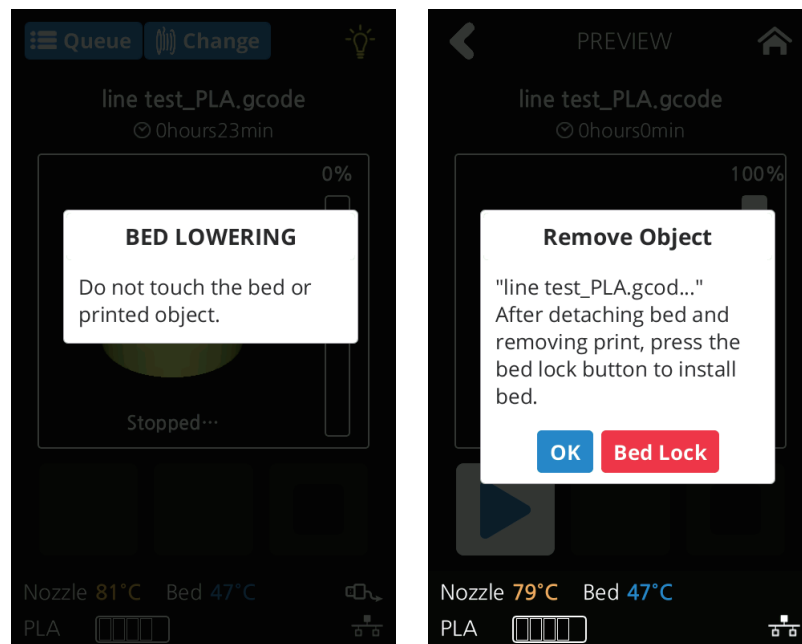 Queue Change
line test_PLA.gcode
0hours23min
0%
BED LOWERING
Do not touch the bed or
printed object.
Stopped···
Nozzle 81°C Bed 47°C
PLA
PREVIEW
line test_PLA.gcode
0hours0min
100%
Remove Object
"line test_PLA.gcod..."
After detaching bed and
removing print, press the
bed lock button to install
bed.
OK Bed Lock
Nozzle 79°C Bed 47°C
PLA